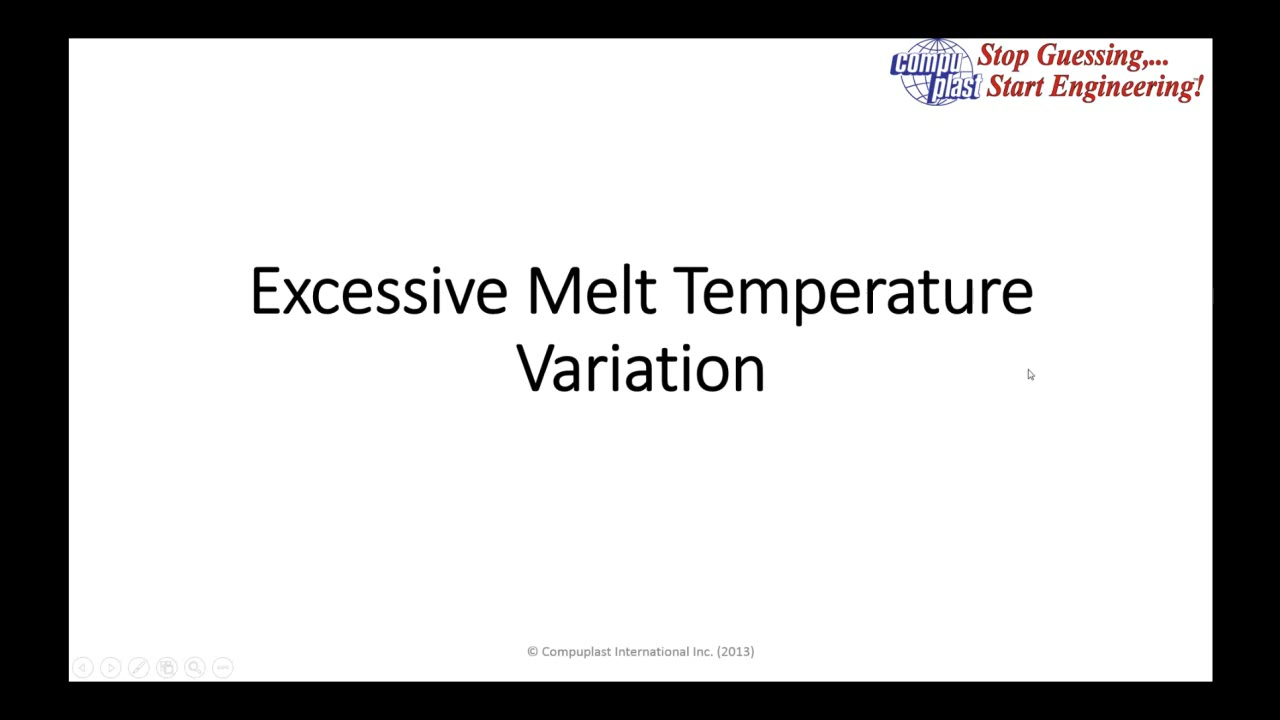 compu
plast
Stop Guessing,...
Start Engineering!
Excessive Melt Temperature
Variation
© Compuplast International Inc. (2013)